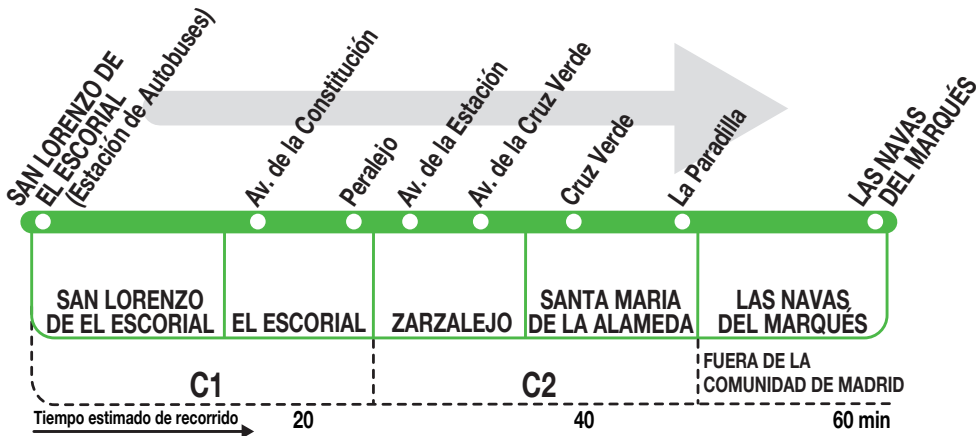 SAN LORENZO DE
EL ESCORIAL
(Estación de Autobuses)
Av. de la Constitución
Peralejo
Av. de la Estación
Av. de la Cruz Verde
Cruz Verde
La Paradilla
LAS NAVAS
DEL MARQUÉS
SAN LORENZO
DE EL ESCORIAL
EL ESCORIAL
ZARZALEJO
SANTA MARIA
DE LA ALAMEDA
LAS NAVAS
DEL MARQUÉS
C1
C2
FUERA DE LA
COMUNIDAD DE MADRID
Tiempo estimado de recorrido
20
40
60 min